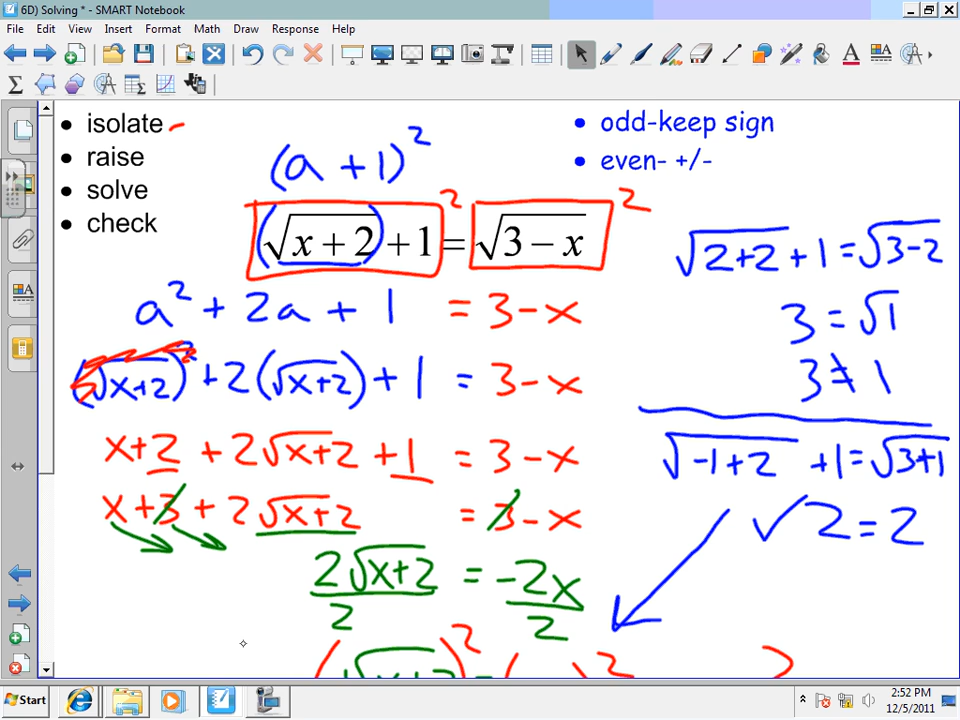 6D) Solving * - SMART Notebook
File Edit View Insert Format Math Draw Response Help
• isolate
• raise
• solve
• check
• odd-keep sign
• even- +/-
(a + 1)²
(√x + 2) + 1 ² = √3 − x ²
a² + 2a + 1 = 3 - x
(√x+2)² + 2(√x+2) + 1 = 3 - x
x + 2 + 2√x+2 + 1 = 3 - x
x + 3 + 2√x+2 = 3 - x
2√x+2 = -2x
2 2
( √x+2 )² = ( )²
√2+2 + 1 = √3-2
3 = √1
3 ≠ 1
√-1+2 + 1 = √3+1
✓ 2 = 2
Start
2:52 PM
12/5/2011